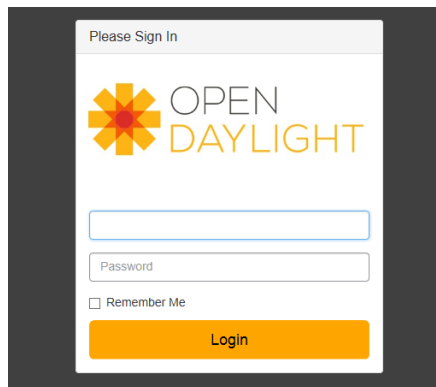 Please Sign In
OPEN
DAYLIGHT
Password
Remember Me
Login